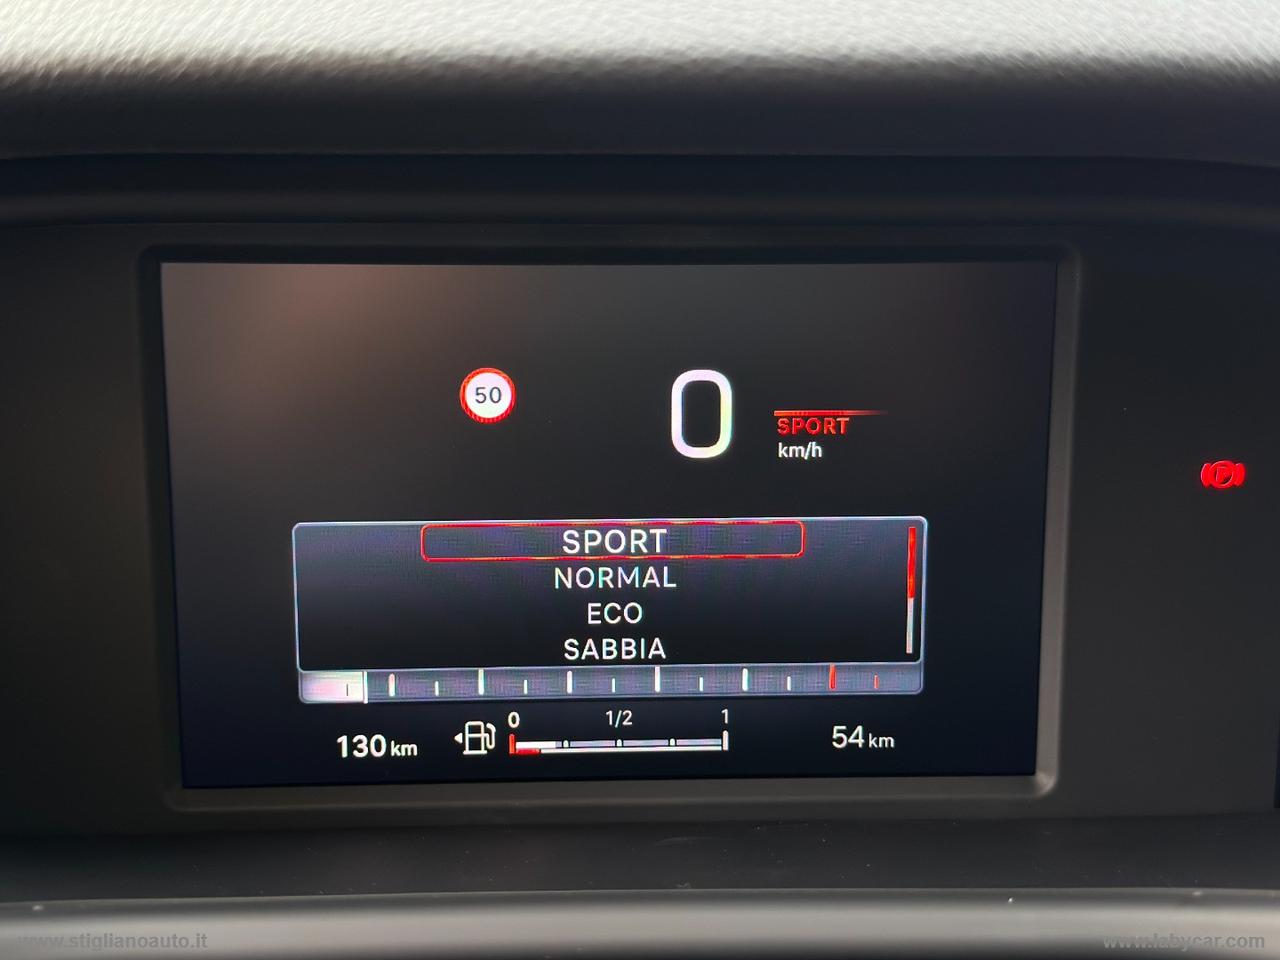 50
0
SPORT
km/h
P
SPORT
NORMAL
ECO
SABBIA
0 1/2 1
130 km
54 km
www.stiglianoauto.it
www.labycar.com